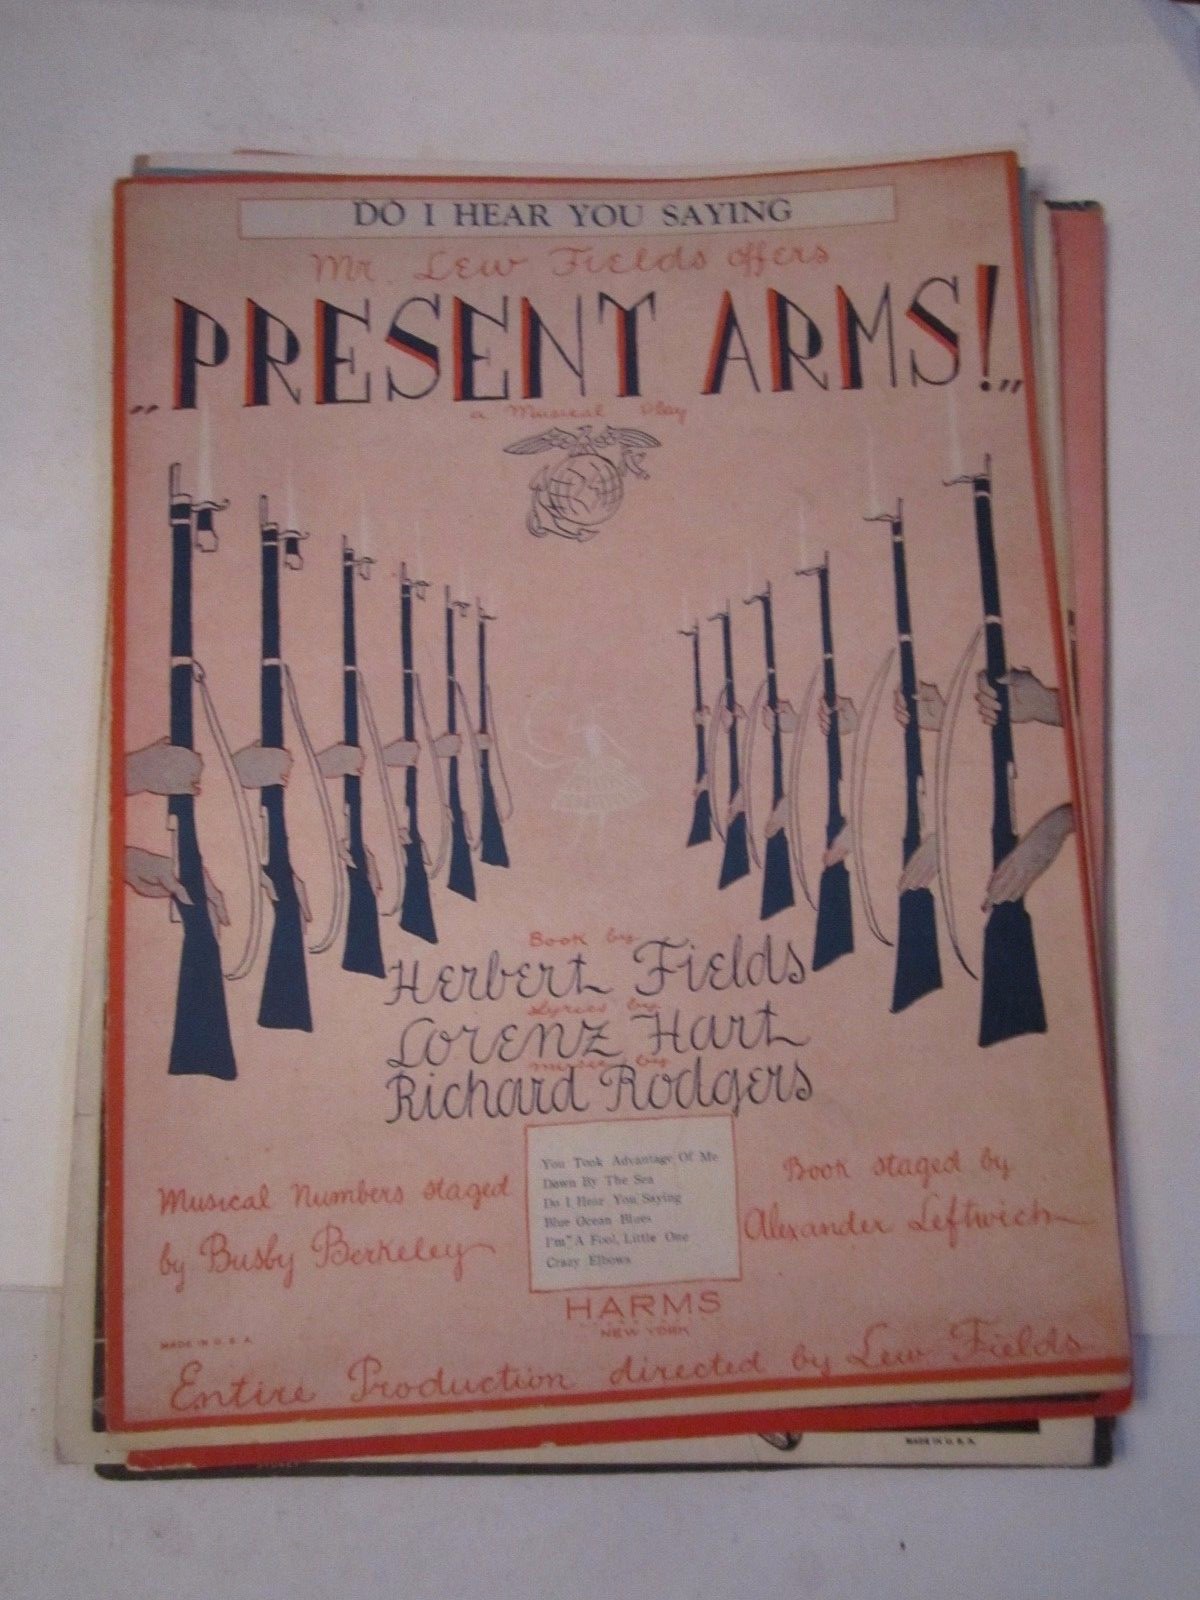 DO I HEAR YOU SAYING
Mr. Lew Fields offers
„PRESENT ARMS!„
a Musical Play
Book by
Herbert Fields
Lyrics by
Lorenz Hart
music by
Richard Rodgers
Musical Numbers staged
by Busby Berkeley
You Took Advantage Of Me
Down By The Sea
Do I Hear You Saying
Blue Ocean Blues
I'm A Fool, Little One
Crazy Elbows
Book staged by
Alexander Leftwich
HARMS
NEW YORK
MADE IN U. S. A.
Entire Production directed by Lew Fields
MADE IN U. S. A.